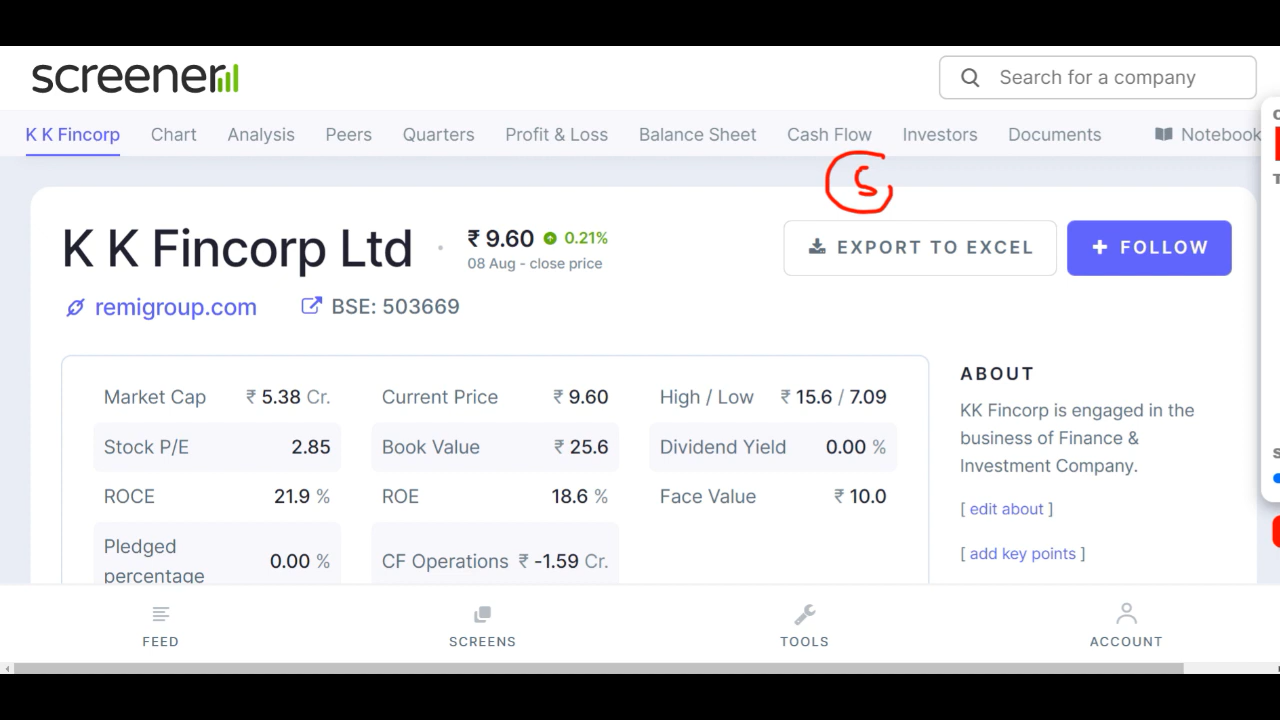 screener
Search for a company
K K Fincorp Chart Analysis Peers Quarters Profit & Loss Balance Sheet Cash Flow Investors Documents Notebook
K K Fincorp Ltd
₹ 9.60 0.21%
08 Aug - close price
EXPORT TO EXCEL
FOLLOW
remigroup.com BSE: 503669
Market Cap ₹ 5.38 Cr. Current Price ₹ 9.60 High / Low ₹ 15.6 / 7.09
Stock P/E 2.85 Book Value ₹ 25.6 Dividend Yield 0.00 %
ROCE 21.9 % ROE 18.6 % Face Value ₹ 10.0
Pledged
percentage 0.00 % CF Operations ₹ -1.59 Cr.
ABOUT
KK Fincorp is engaged in the
business of Finance &
Investment Company.
[ edit about ]
[ add key points ]
FEED SCREENS TOOLS ACCOUNT